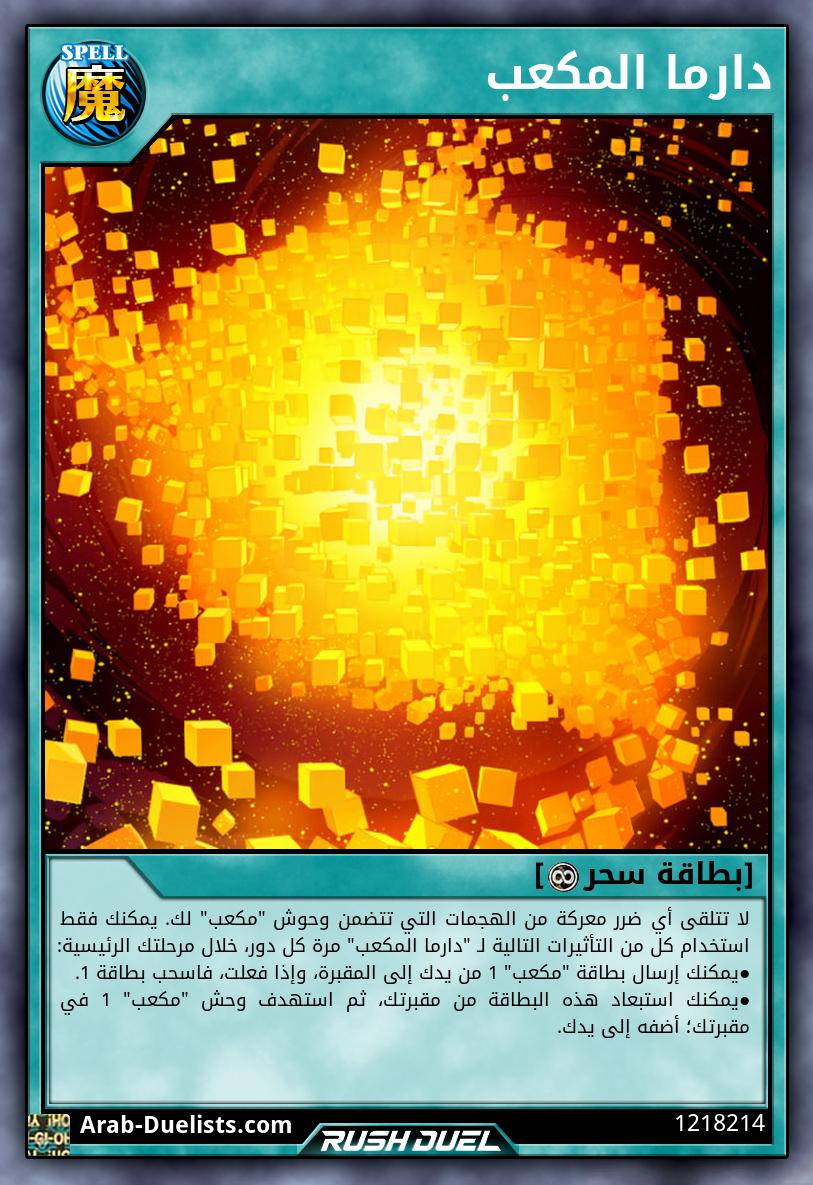 SPELL
魔
دارما المكعب
[بطاقة سحر ∞]
لا تتلقى أي ضرر معركة من الهجمات التي تتضمن وحوش "مكعب" لك. يمكنك فقط
استخدام كل من التأثيرات التالية لـ "دارما المكعب" مرة كل دور، خلال مرحلتك الرئيسية:
●يمكنك إرسال بطاقة "مكعب" 1 من يدك إلى المقبرة، وإذا فعلت، فاسحب بطاقة 1.
●يمكنك استبعاد هذه البطاقة من مقبرتك، ثم استهدف وحش "مكعب" 1 في
مقبرتك؛ أضفه إلى يدك.
Arab-Duelists.com
RUSH DUEL
1218214